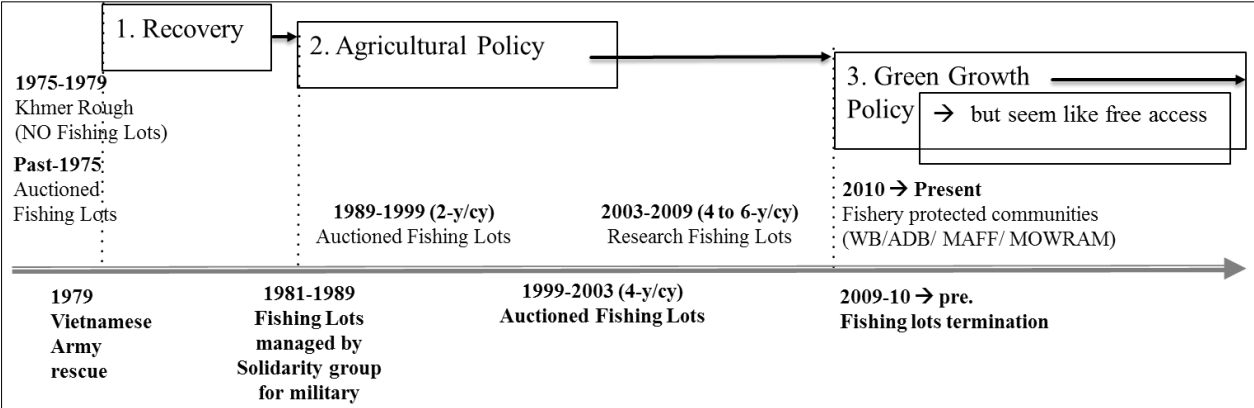 1. Recovery
2. Agricultural Policy
3. Green Growth
Policy
→ but seem like free access
1975-1979
Khmer Rough
(NO Fishing Lots)
Past-1975
Auctioned
Fishing Lots
1989-1999 (2-y/cy)
Auctioned Fishing Lots
2003-2009 (4 to 6-y/cy)
Research Fishing Lots
2010 → Present
Fishery protected communities
(WB/ADB/ MAFF/ MOWRAM)
1979
Vietnamese
Army
rescue
1981-1989
Fishing Lots
managed by
Solidarity group
for military
1999-2003 (4-y/cy)
Auctioned Fishing Lots
2009-10 → pre.
Fishing lots termination